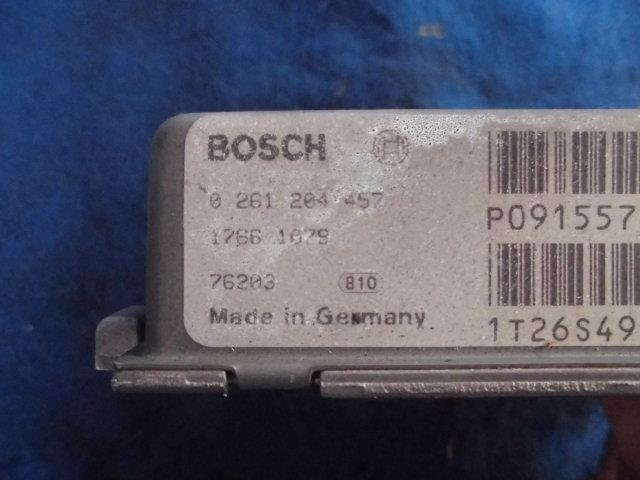 BOSCH
0 261 204 457
1766 1079
76203 810
Made in Germany
P091557
1T26S49